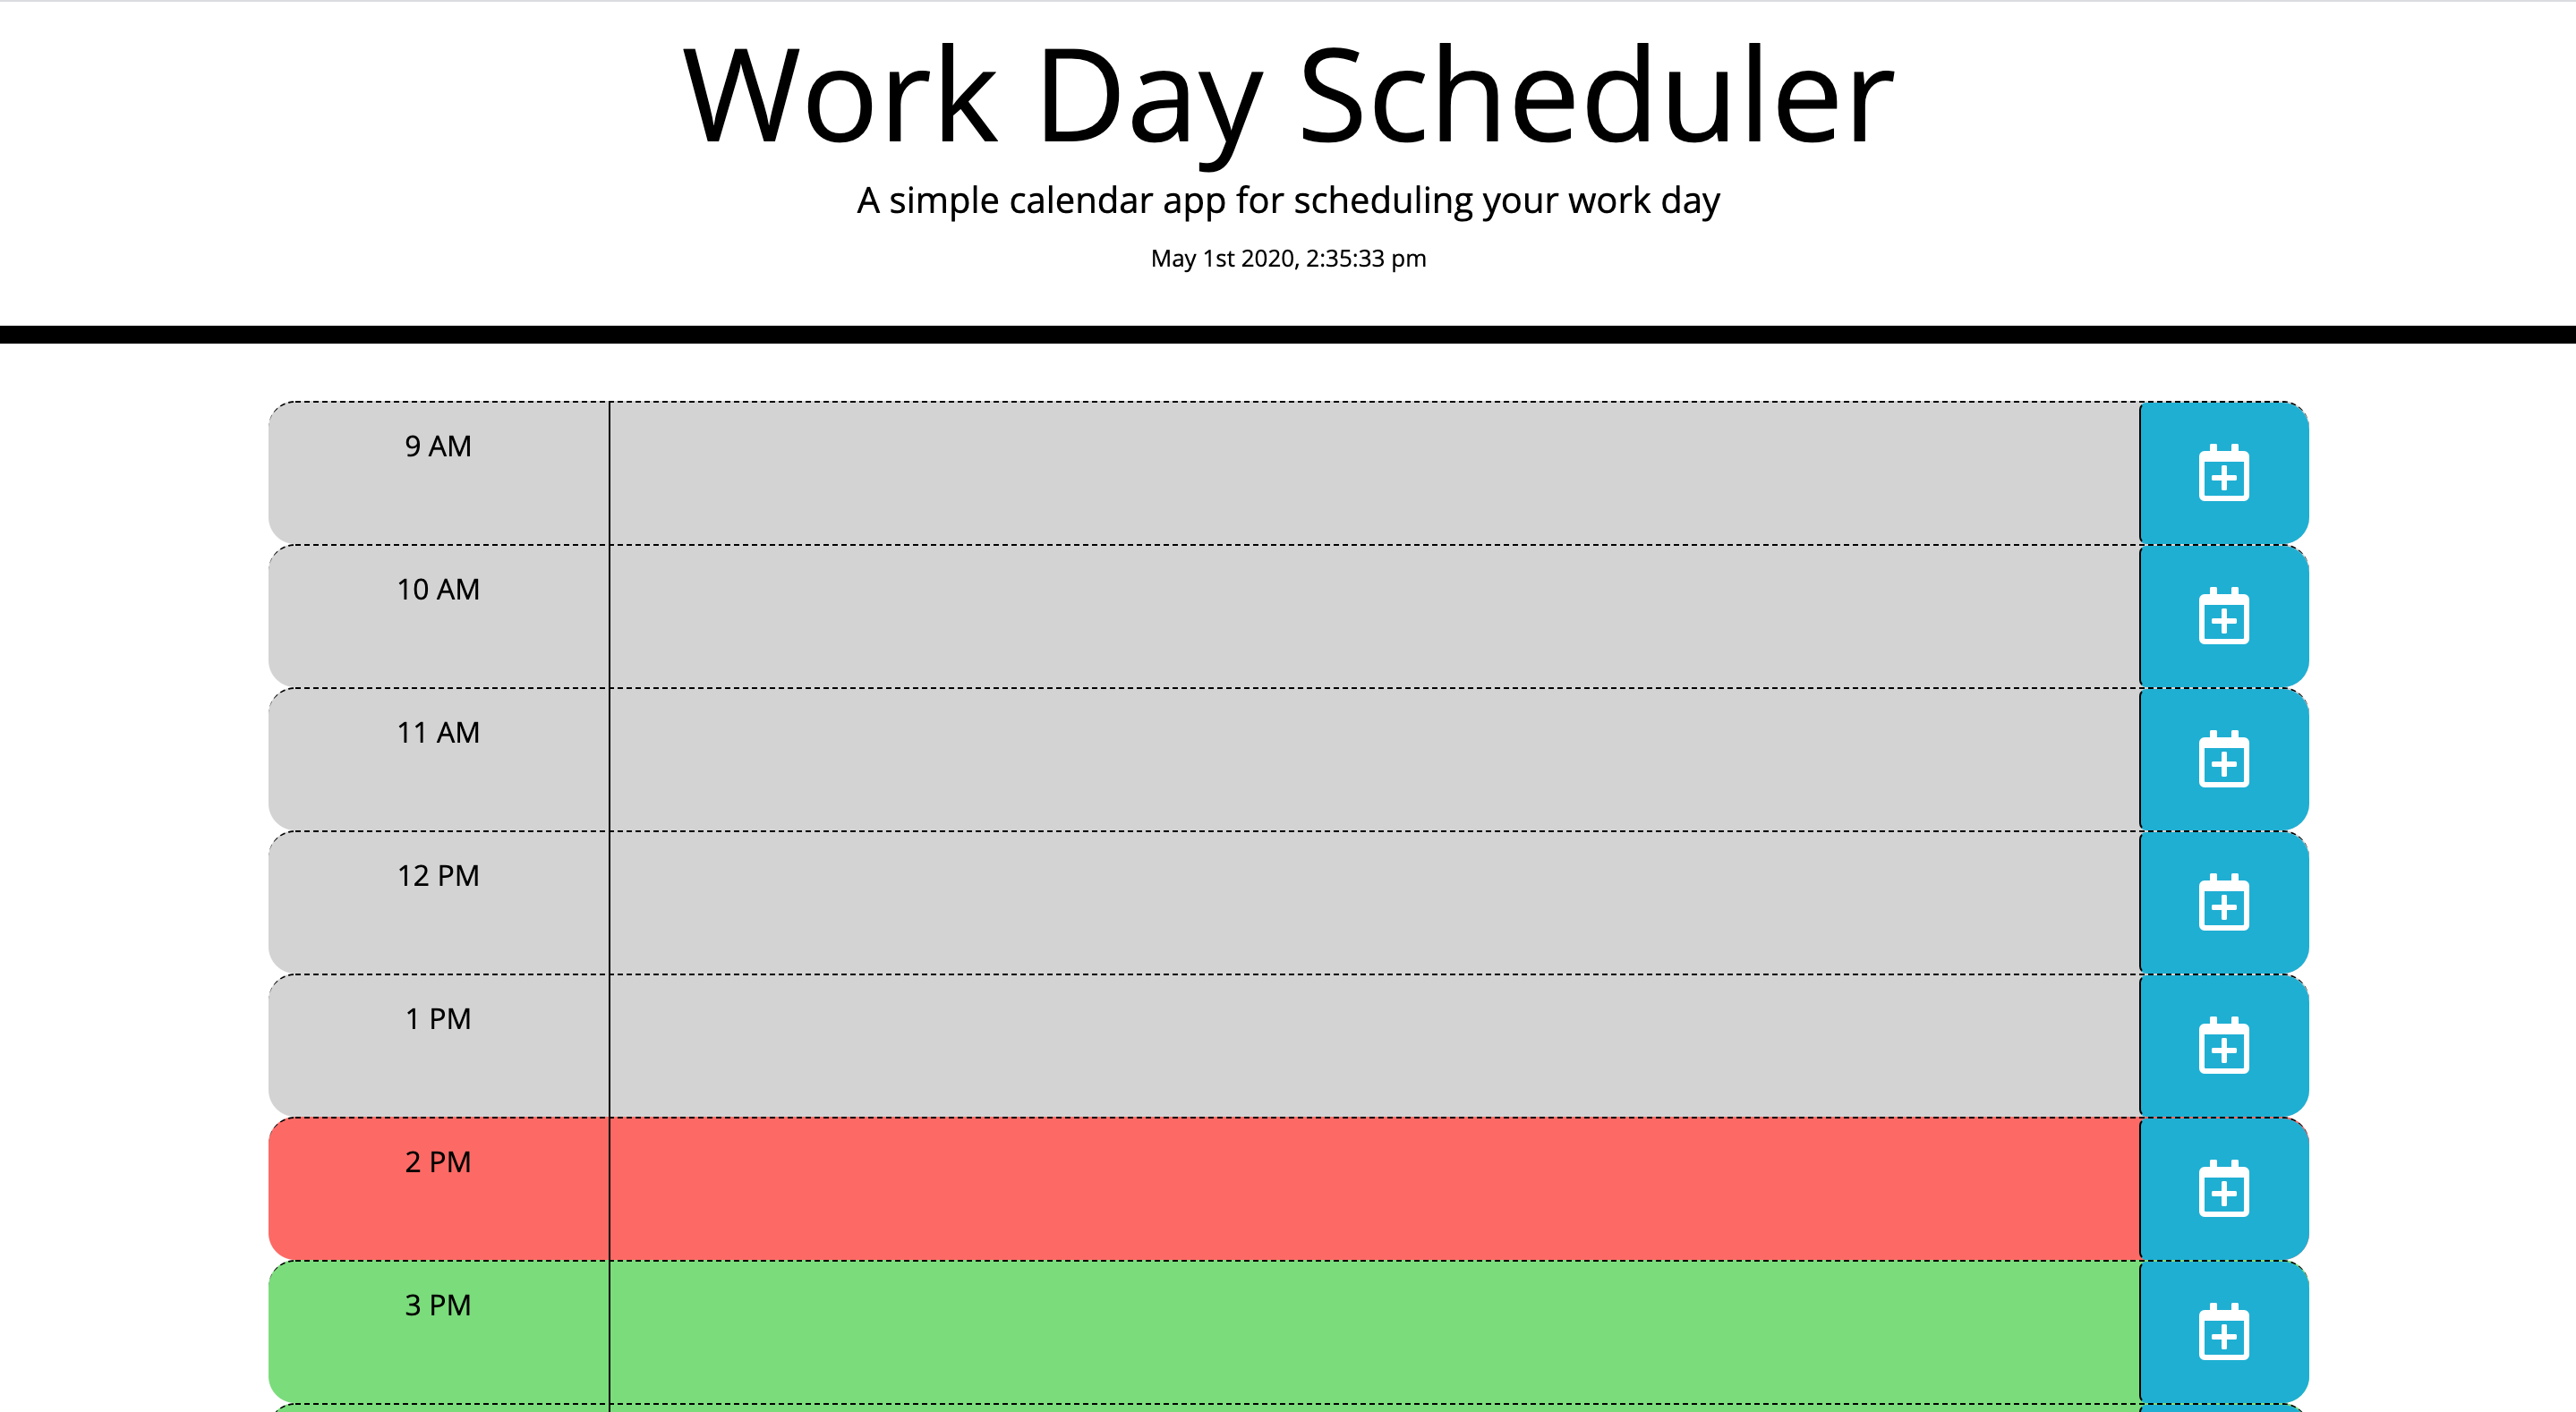 Work Day Scheduler
A simple calendar app for scheduling your work day
May 1st 2020, 2:35:33 pm
9 AM
10 AM
11 AM
12 PM
1 PM
2 PM
3 PM